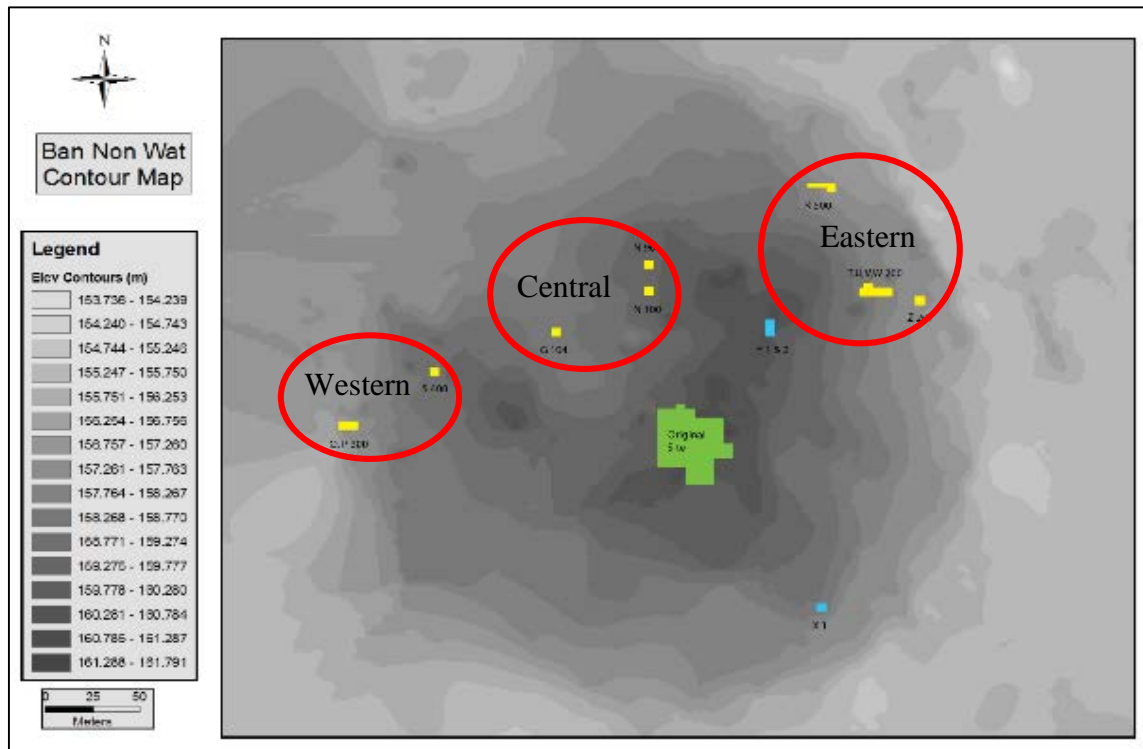 N
Ban Non Wat
Contour Map
Legend
Elev Contours (m)
153.736 - 154.239
154.240 - 154.743
154.744 - 155.246
155.247 - 155.750
155.751 - 156.253
156.254 - 156.756
156.757 - 157.260
157.261 - 157.763
157.764 - 158.267
158.268 - 158.770
158.771 - 159.274
159.275 - 159.777
159.778 - 160.280
160.281 - 160.784
160.785 - 161.287
161.288 - 161.791
0 25 50
Meters
K 500
Eastern
T,U,V,W 200
Central
N 100
G 104
Western
Original
Site